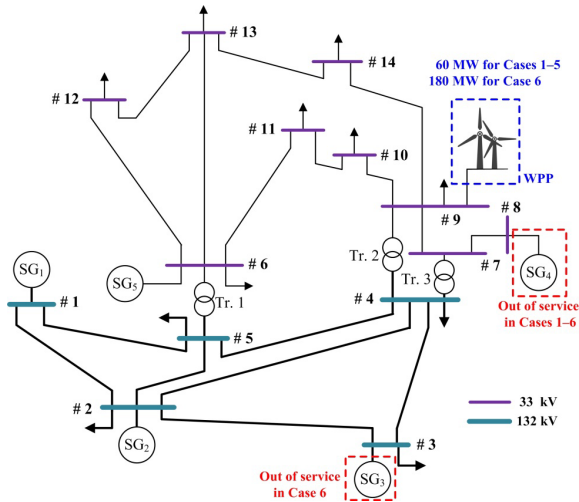 # 13
# 14
60 MW for Cases 1–5
180 MW for Case 6
# 12
# 11
# 10
WPP
# 8
# 9
Tr. 2
SG₁
# 6
SG₅
# 7
SG₄
Tr. 3
Tr. 1
# 1
# 4
Out of service
in Cases 1–6
# 5
# 2
33 kV
132 kV
SG₂
# 3
Out of service
in Case 6
SG₃